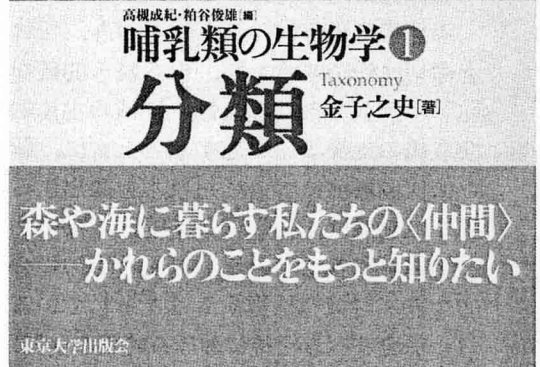 高槻成紀・粕谷俊雄[編]
哺乳類の生物学❶
分類
Taxonomy
金子之史[著]
森や海に暮らす私たちの〈仲間〉
かれらのことをもっと知りたい
東京大学出版会